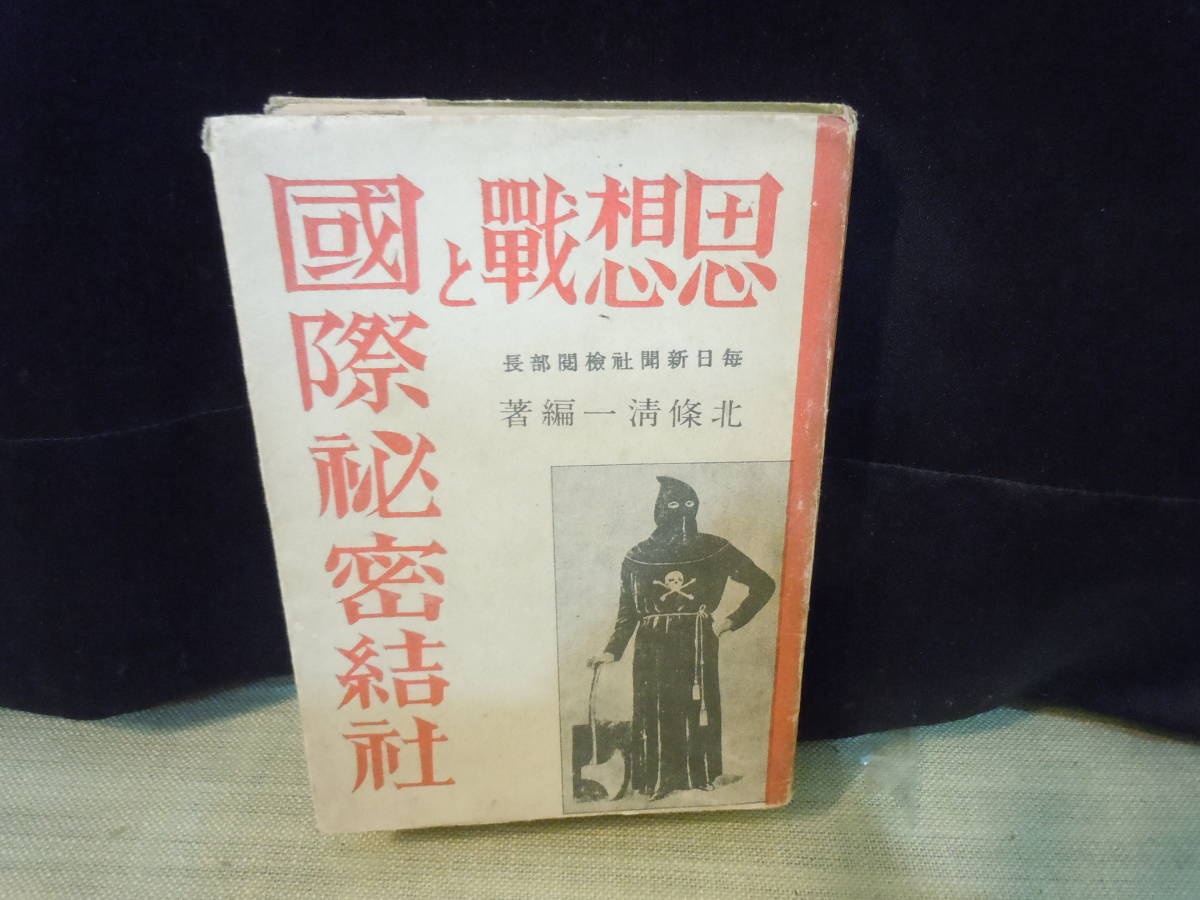 思想戰と
國際祕密結社
每日新聞社檢閱部長
北條淸一編著